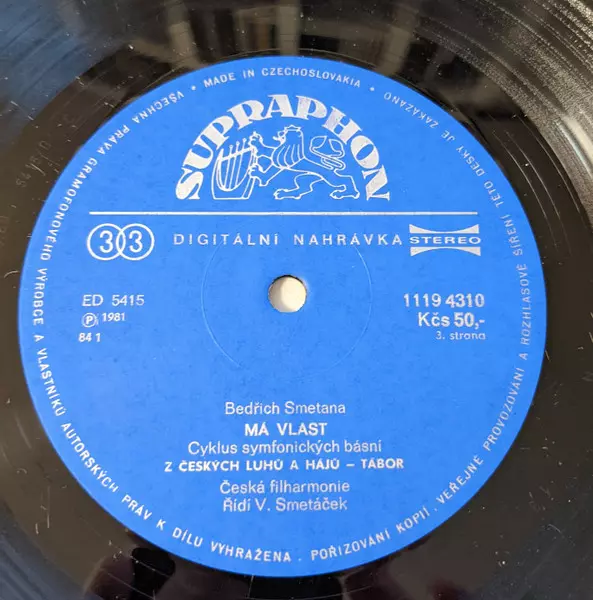 MADE IN CZECHOSLOVAKIA
SUPRAPHON
33 DIGITÁLNÍ NAHRÁVKA STEREO
ED 5415
Ⓟ 1981
84 1
1119 4310
Kčs 50,-
3. strana
Bedřich Smetana
MÁ VLAST
Cyklus symfonických básní
Z ČESKÝCH LUHŮ A HÁJŮ – TÁBOR
Česká filharmonie
Řídí V. Smetáček
VŠECHNA PRÁVA GRAMOFONOVÉHO VÝROBCE A VLASTNÍKŮ AUTORSKÝCH PRÁV K DÍLU VYHRAŽENA. POŘIZOVÁNÍ KOPIÍ, VEŘEJNÉ PROVOZOVÁNÍ A ROZHLASOVÉ ŠÍŘENÍ TÉTO DESKY JE ZAKÁZÁNO